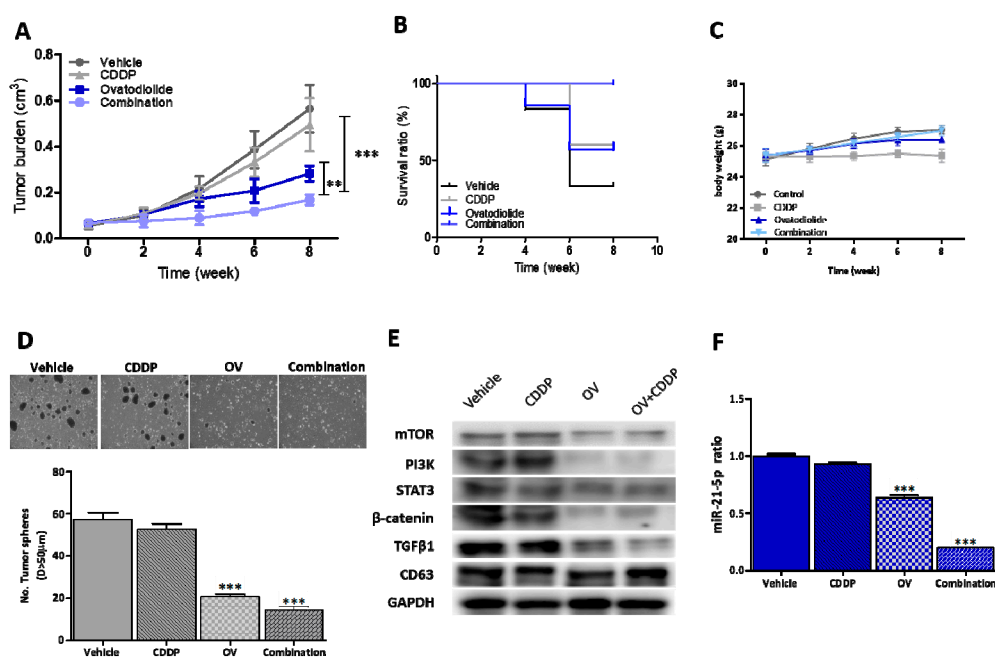 A
Vehicle
CDDP
Ovatodiolide
Combination
Tumor burden (cm3)
0.8
0.6
0.4
0.2
0.0
***
**
0 2 4 6 8
Time (week)
B
Survival ratio (%)
100
50
0
Vehicle
CDDP
Ovatodiolide
Combination
0 2 4 6 8 10
Time (week)
C
body weight (g)
30
28
26
24
22
20
Control
CDDP
Ovatodiolide
Combination
0 2 4 6 8
Time (week)
D
Vehicle CDDP OV Combination
No. Tumor spheres
(D>50μm)
80
60
40
20
0
*** ***
Vehicle CDDP OV Combination
E
Vehicle CDDP OV OV+CDDP
mTOR
PI3K
STAT3
β-catenin
TGFβ1
CD63
GAPDH
F
miR-21-5p ratio
1.5
1.0
0.5
0.0
***
***
Vehicle CDDP OV Combination